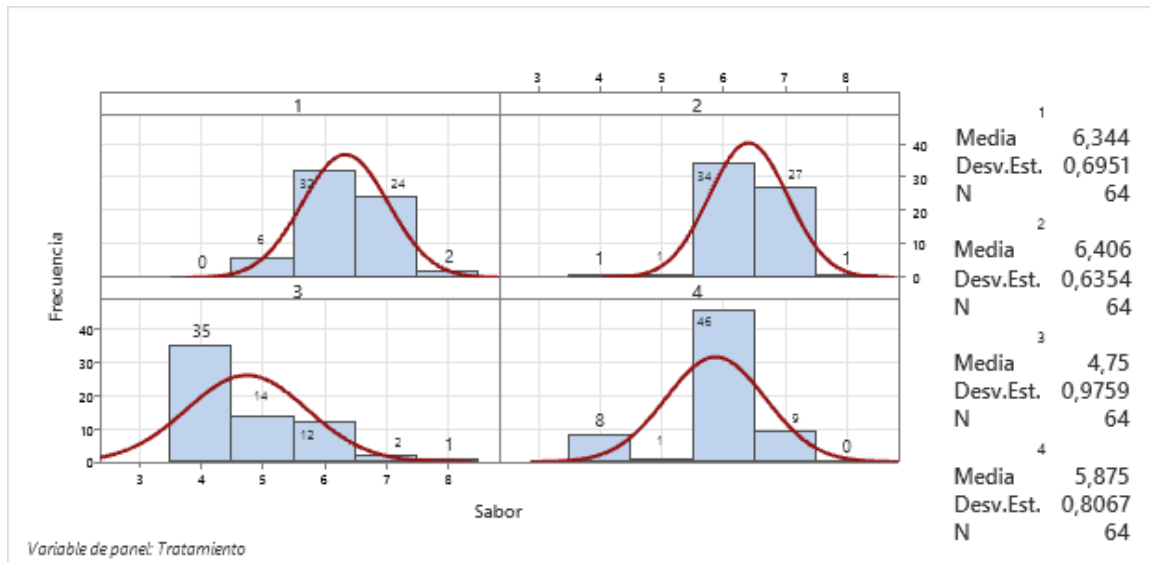 3 4 5 6 7 8
1 2
40
30
20
10
0
0 6 32 24 2
1 1 34 27 1
3 4
40
30
20
10
0
35 14 12 2 1
8 1 46 9 0
3 4 5 6 7 8
Frecuencia
Sabor
Variable de panel: Tratamiento
1
Media 6,344
Desv.Est. 0,6951
N 64
2
Media 6,406
Desv.Est. 0,6354
N 64
3
Media 4,75
Desv.Est. 0,9759
N 64
4
Media 5,875
Desv.Est. 0,8067
N 64